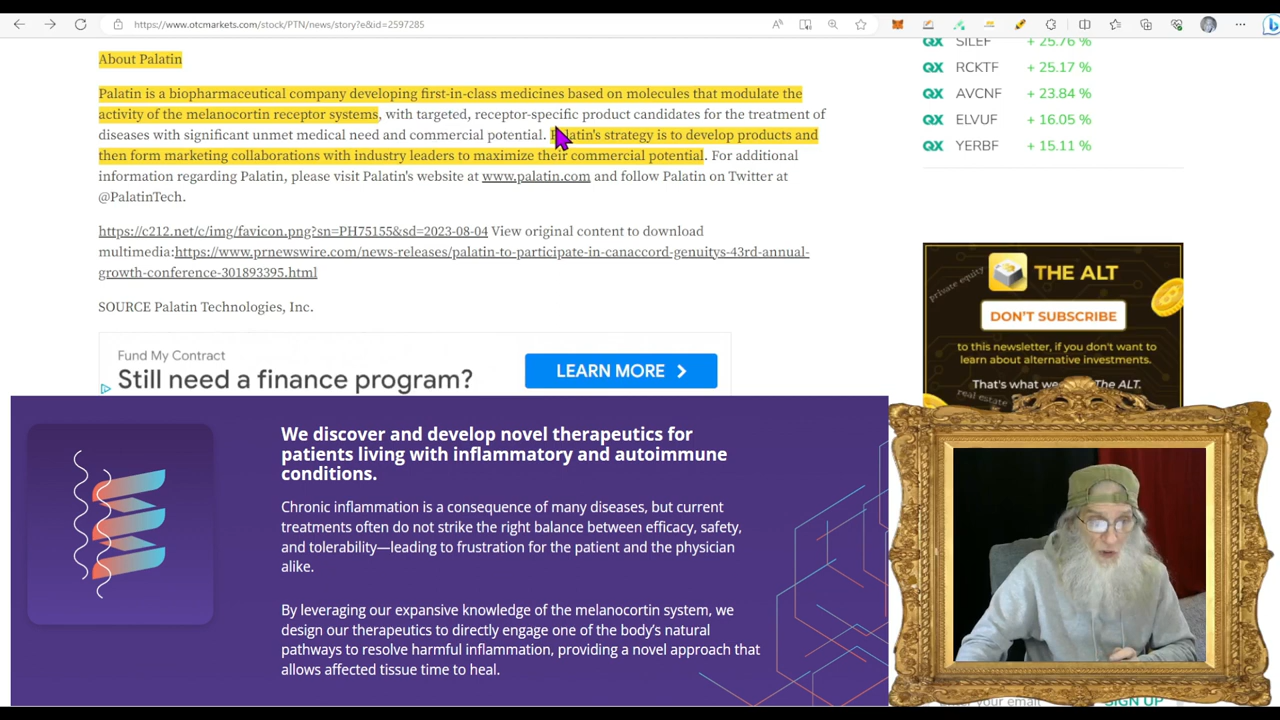 https://www.otcmarkets.com/stock/PTN/news/story?e&id=2597285
About Palatin
Palatin is a biopharmaceutical company developing first-in-class medicines based on molecules that modulate the
activity of the melanocortin receptor systems, with targeted, receptor-specific product candidates for the treatment of
diseases with significant unmet medical need and commercial potential. Palatin's strategy is to develop products and
then form marketing collaborations with industry leaders to maximize their commercial potential. For additional
information regarding Palatin, please visit Palatin's website at www.palatin.com and follow Palatin on Twitter at
@PalatinTech.
https://c212.net/c/img/favicon.png?sn=PH75155&sd=2023-08-04 View original content to download
multimedia:https://www.prnewswire.com/news-releases/palatin-to-participate-in-canaccord-genuitys-43rd-annual-
growth-conference-301893395.html
SOURCE Palatin Technologies, Inc.
Fund My Contract
Still need a finance program?
LEARN MORE
QX SILEF + 25.76 %
QX RCKTF + 25.17 %
QX AVCNF + 23.84 %
QX ELVUF + 16.05 %
QX YERBF + 15.11 %
private equity
THE ALT
DON'T SUBSCRIBE
to this newsletter, if you don't want to
learn about alternative investments.
That's what The ALT.
real estate
We discover and develop novel therapeutics for
patients living with inflammatory and autoimmune
conditions.
Chronic inflammation is a consequence of many diseases, but current
treatments often do not strike the right balance between efficacy, safety,
and tolerability—leading to frustration for the patient and the physician
alike.
By leveraging our expansive knowledge of the melanocortin system, we
design our therapeutics to directly engage one of the body's natural
pathways to resolve harmful inflammation, providing a novel approach that
allows affected tissue time to heal.
your email
SIGN UP